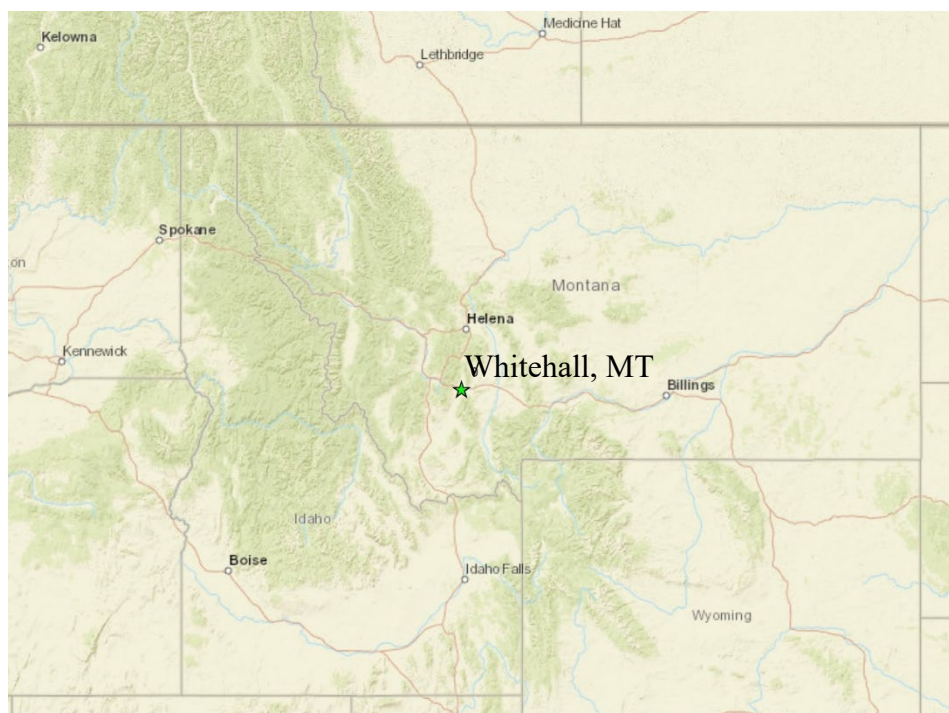 Kelowna
Medicine Hat
Lethbridge
Spokane
on
Montana
Helena
Kennewick
Whitehall, MT
Billings
Idaho
Boise
Idaho Falls
Wyoming